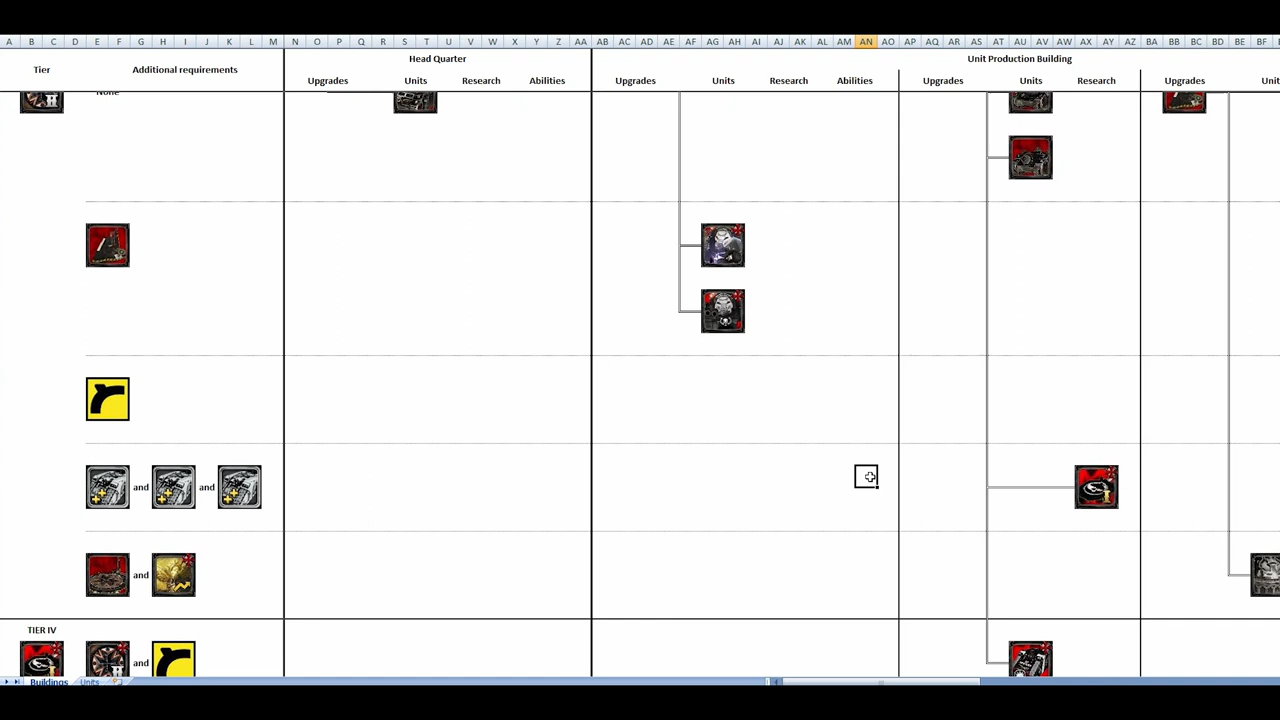 A B C D E F G H I J K L M N O P Q R S T U V W X Y Z AA AB AC AD AE AF AG AH AI AJ AK AL AM AN AO AP AQ AR AS AT AU AV AW AX AY AZ BA BB BC BD BE BF
Head Quarter Unit Production Building
Tier Additional requirements
Upgrades Units Research Abilities Upgrades Units Research Abilities Upgrades Units Research Upgrades Unit
None
and and
and
TIER IV
and
Buildings Units